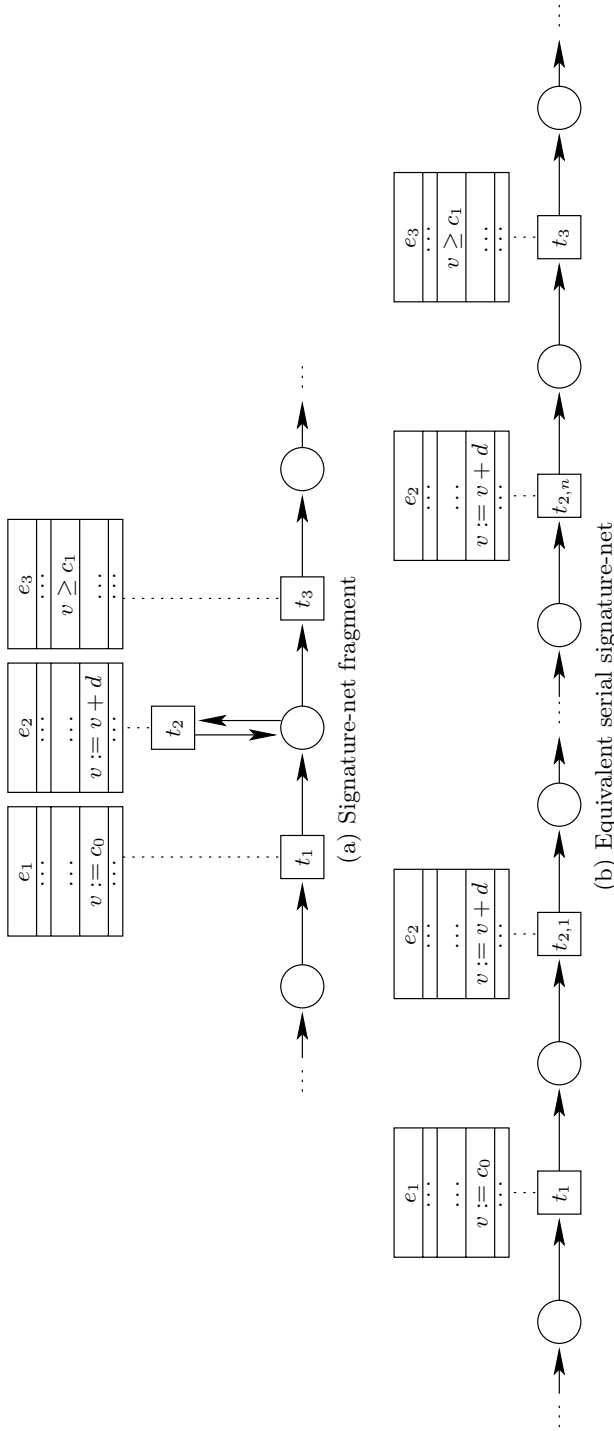 e₁
...
...
v := c₀
...
e₂
...
...
v := v + d
...
e₃
...
v ≥ c₁
...
...
t₂
...
t₁
t₃
...
(a) Signature-net fragment
e₁
...
...
v := c₀
...
e₂
...
...
v := v + d
...
e₂
...
...
v := v + d
...
e₃
...
v ≥ c₁
...
...
...
t₁
t₂,₁
...
t₂,ₙ
t₃
...
(b) Equivalent serial signature-net